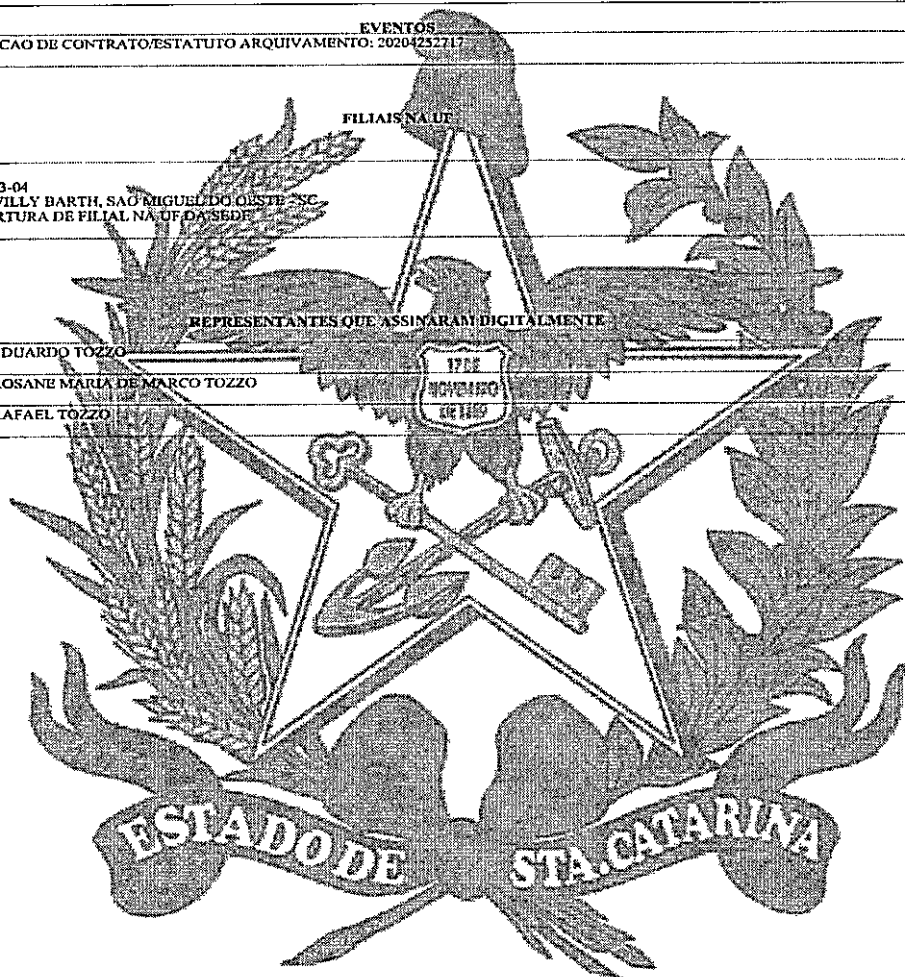 EVENTOS
CAO DE CONTRATO/ESTATUTO ARQUIVAMENTO: 20204252717
FILIAIS NA UF
3-04
VILLY BARTH, SAO MIGUEL DO OESTE - SC
RTURA DE FILIAL NA UF DA SEDE
REPRESENTANTES QUE ASSINARAM DIGITALMENTE
DUARDO TOZZO
OSANE MARIA DE MARCO TOZZO
AFAEL TOZZO
17 DE
NOVEMBRO
DE 1889
ESTADO DE STA. CATARINA